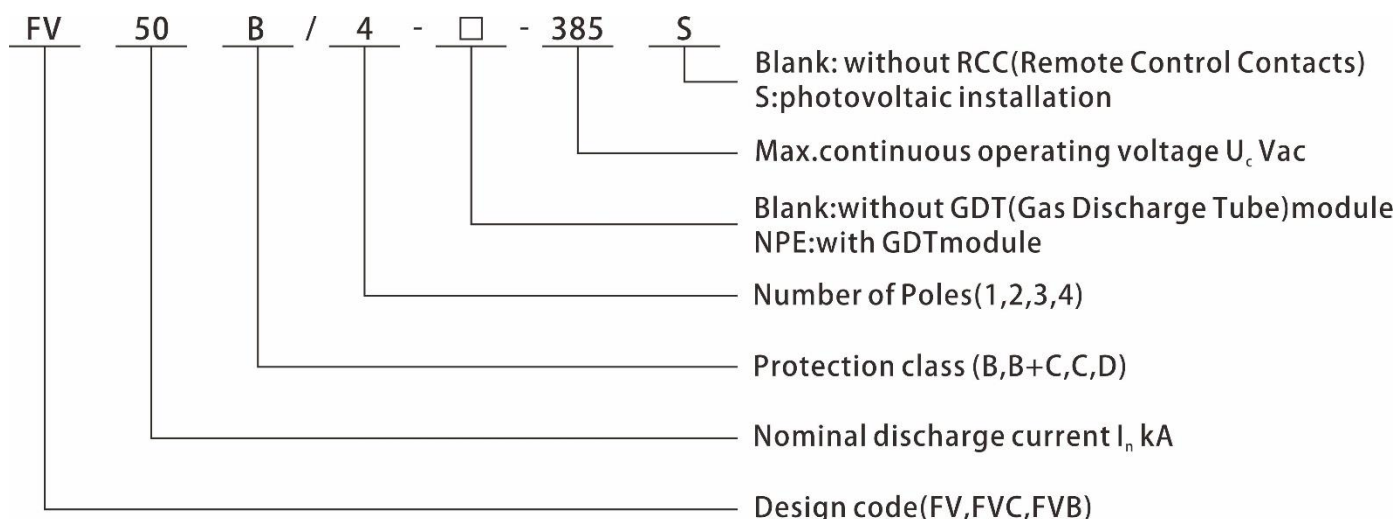 FV 50 B / 4 - □ - 385 S
Blank: without RCC(Remote Control Contacts)
S:photovoltaic installation
Max.continuous operating voltage Uc Vac
Blank:without GDT(Gas Discharge Tube)module
NPE:with GDTmodule
Number of Poles(1,2,3,4)
Protection class (B,B+C,C,D)
Nominal discharge current In kA
Design code(FV,FVC,FVB)